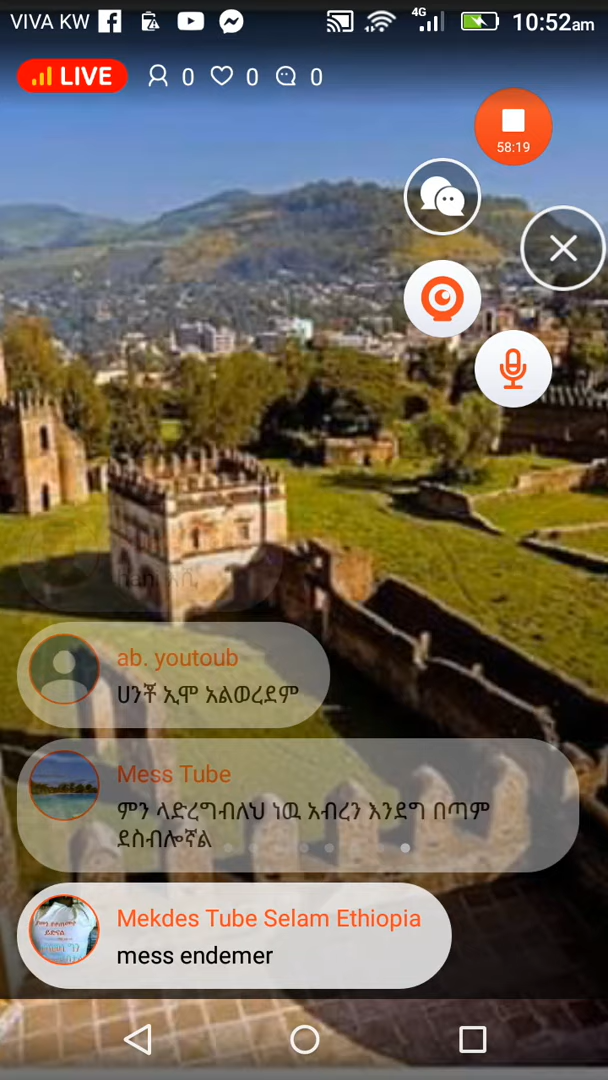 VIVA KW
4G
10:52am
LIVE 0 0 0
58:19
ab. youtoub
ሀንቾ ኢሞ አልወረደም
Mess Tube
ምን ላድረግብለህ ነዉ አብረን እንደግ በጣም
ደስብሎኛል
Mekdes Tube Selam Ethiopia
mess endemer